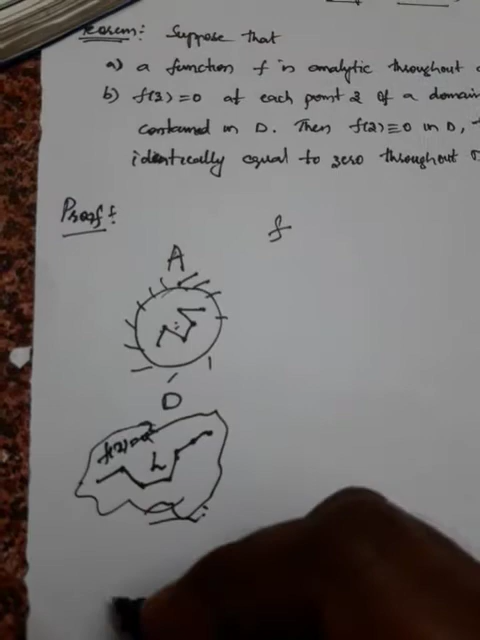 Theorem: Suppose that
a) a function f is analytic throughout
b) f(z) = 0 at each point z of a domain
contained in D. Then f(z) ≡ 0 in D,
identically equal to zero throughout
Proof:
f
A
D
f(z)=0
L